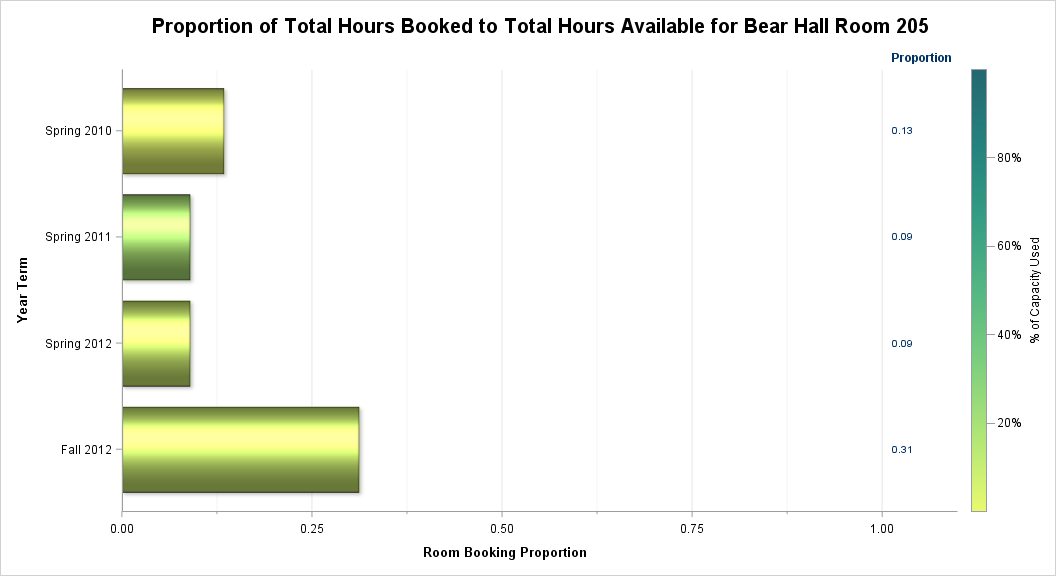 Proportion of Total Hours Booked to Total Hours Available for Bear Hall Room 205
Proportion
Spring 2010
0.13
80%
Spring 2011
0.09
60%
Year Term
% of Capacity Used
Spring 2012
0.09
40%
20%
Fall 2012
0.31
0.00
0.25
0.50
0.75
1.00
Room Booking Proportion